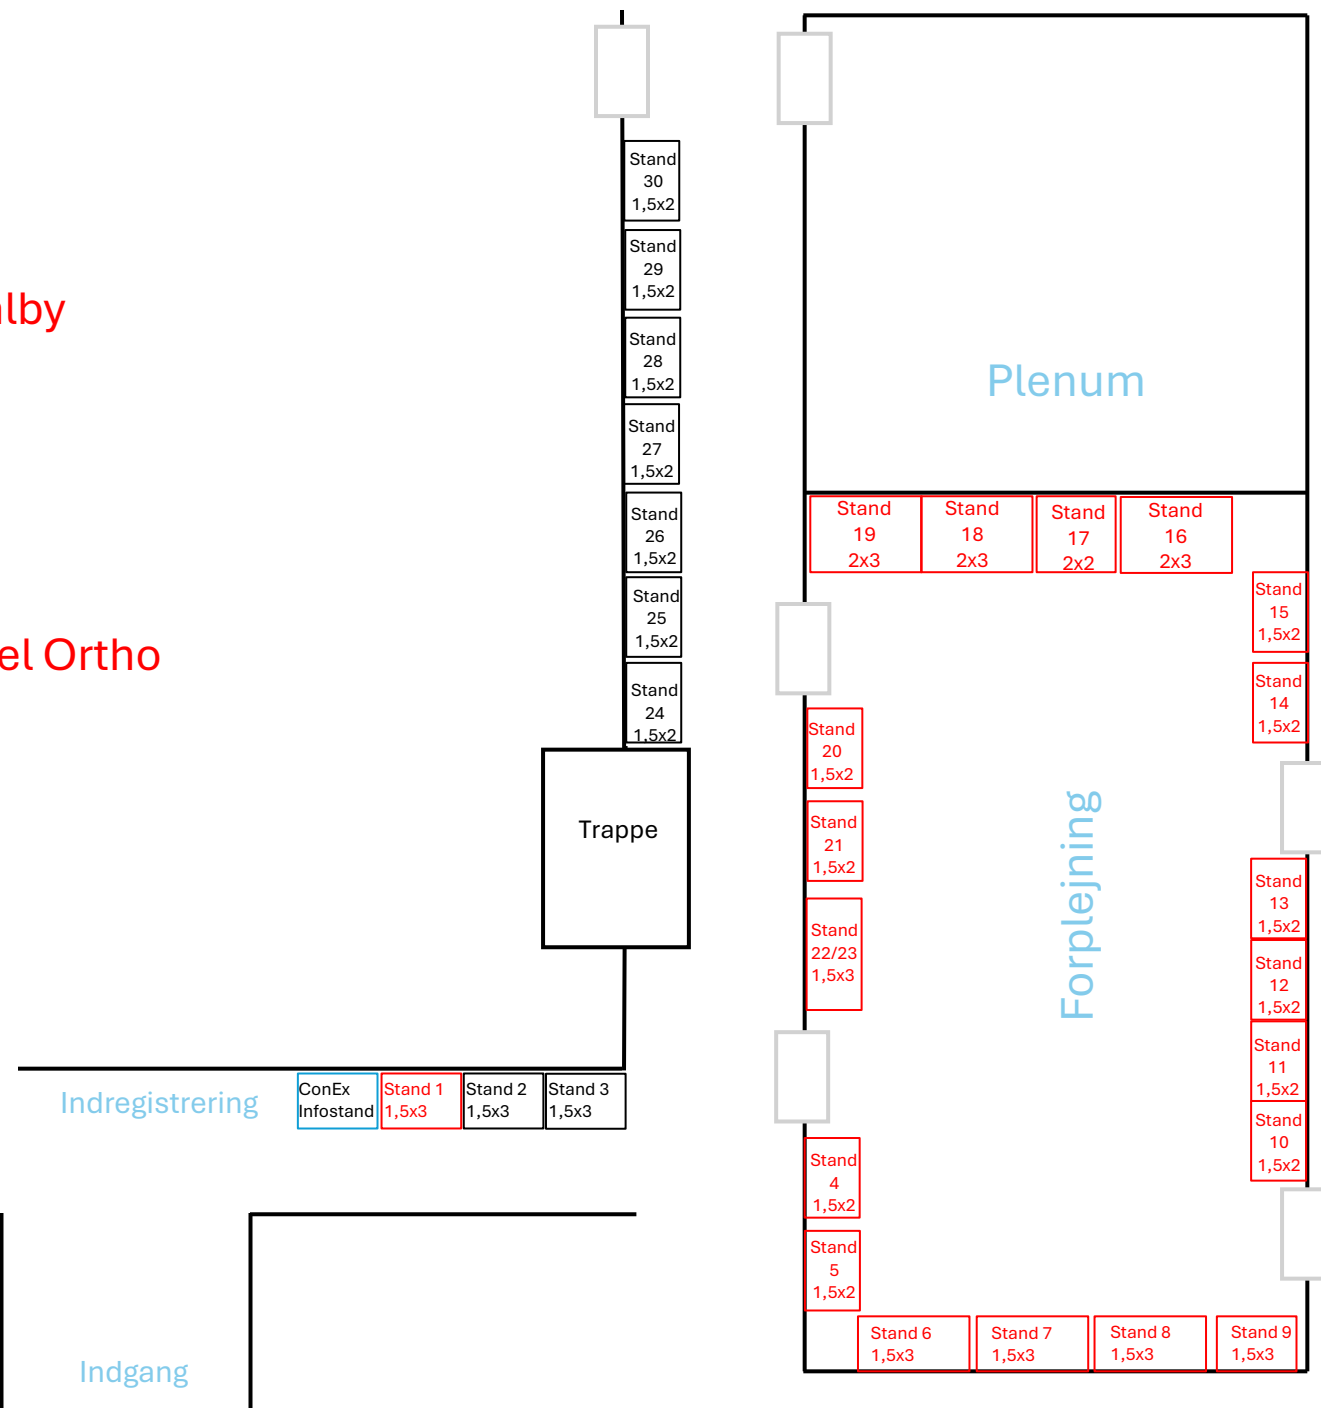 Stand
30
1,5x2
Stand
29
1,5x2
Stand
28
1,5x2
Stand
27
1,5x2
Stand
26
1,5x2
Stand
25
1,5x2
Stand
24
1,5x2
Trappe
lby
el Ortho
Indregistrering
ConEx
Infostand
Stand 1
1,5x3
Stand 2
1,5x3
Stand 3
1,5x3
Indgang
Plenum
Stand
19
2x3
Stand
18
2x3
Stand
17
2x2
Stand
16
2x3
Stand
15
1,5x2
Stand
14
1,5x2
Stand
20
1,5x2
Stand
21
1,5x2
Stand
22/23
1,5x3
Forplejning
Stand
13
1,5x2
Stand
12
1,5x2
Stand
11
1,5x2
Stand
10
1,5x2
Stand
4
1,5x2
Stand
5
1,5x2
Stand 6
1,5x3
Stand 7
1,5x3
Stand 8
1,5x3
Stand 9
1,5x3